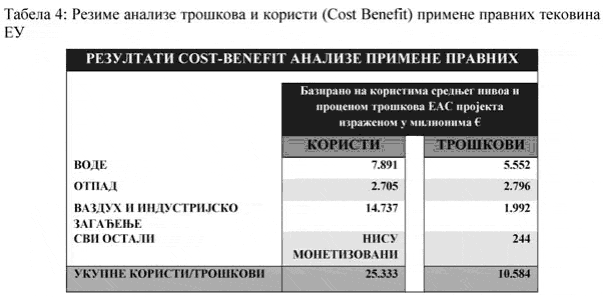 Табела 4: Резиме анализе трошкова и користи (Cost Benefit) примене правних тековина
ЕУ
РЕЗУЛТАТИ COST-BENEFIT АНАЛИЗЕ ПРИМЕНЕ ПРАВНИХ
Базирано на користима средњег нивоа и
проценом трошкова ЕАС пројекта
израженом у милионима €
КОРИСТИ ТРОШКОВИ
ВОДЕ 7.891 5.552
ОТПАД 2.705 2.796
ВАЗДУХ И ИНДУСТРИЈСКО 14.737 1.992
ЗАГАЂЕЊЕ
СВИ ОСТАЛИ НИСУ 244
МОНЕТИЗОВАНИ
УКУПНЕ КОРИСТИ/ТРОШКОВИ 25.333 10.584